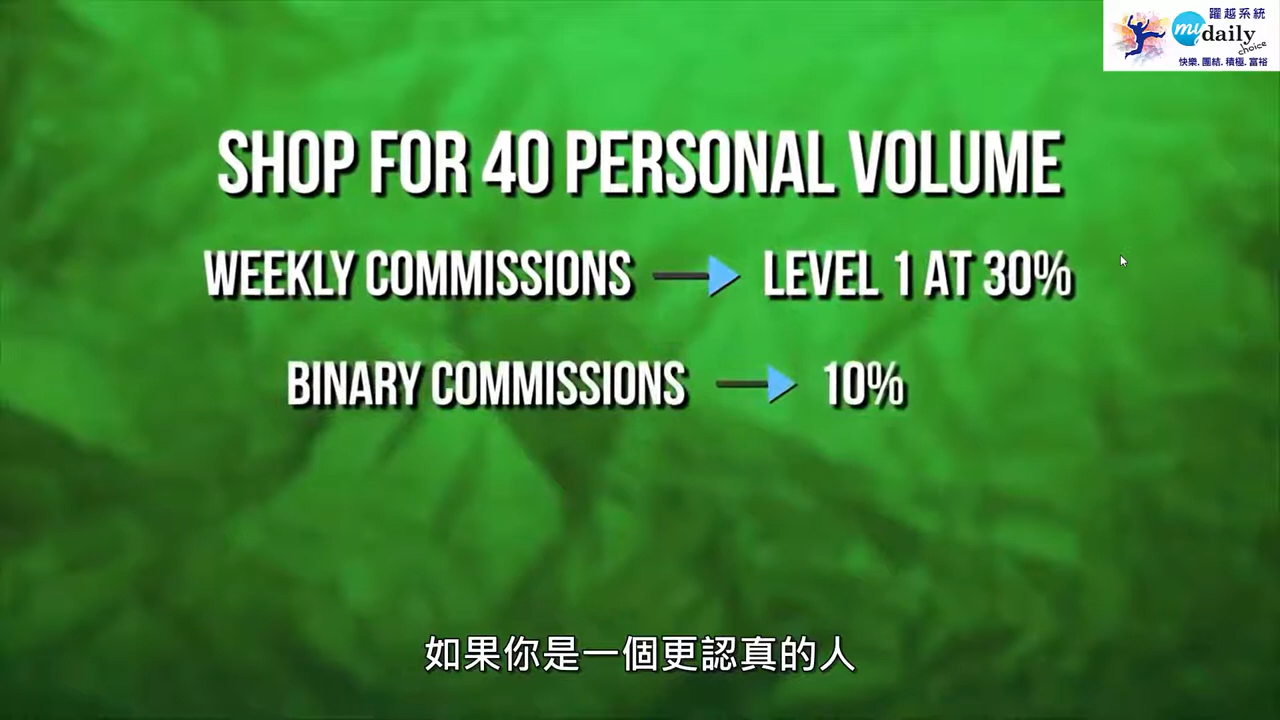 躍越系統
my daily
choice
快樂. 團結. 積極. 富裕
SHOP FOR 40 PERSONAL VOLUME
WEEKLY COMMISSIONS LEVEL 1 AT 30%
BINARY COMMISSIONS 10%
如果你是一個更認真的人